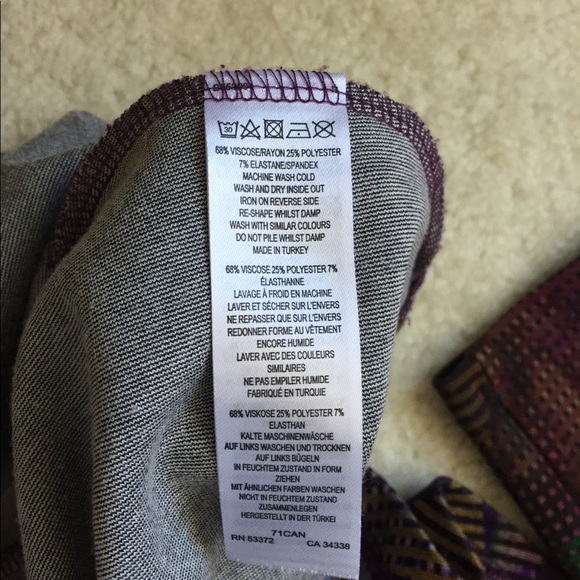 30
68% VISCOSE/RAYON 25% POLYESTER
7% ELASTANE/SPANDEX
MACHINE WASH COLD
WASH AND DRY INSIDE OUT
IRON ON REVERSE SIDE
RE-SHAPE WHILST DAMP
WASH WITH SIMILAR COLOURS
DO NOT PILE WHILST DAMP
MADE IN TURKEY
68% VISCOSE 25% POLYESTER 7%
ÉLASTHANNE
LAVAGE À FROID EN MACHINE
LAVER ET SÉCHER SUR L'ENVERS
NE REPASSER QUE SUR L'ENVERS
REDONNER FORME AU VÊTEMENT
ENCORE HUMIDE
LAVER AVEC DES COULEURS
SIMILAIRES
NE PAS EMPILER HUMIDE
FABRIQUÉ EN TURQUIE
68% VISKOSE 25% POLYESTER 7%
ELASTHAN
KALTE MASCHINENWÄSCHE
AUF LINKS WASCHEN UND TROCKNEN
AUF LINKS BÜGELN
IN FEUCHTEM ZUSTAND IN FORM
ZIEHEN
MIT ÄHNLICHEN FARBEN WASCHEN
NICHT IN FEUCHTEM ZUSTAND
ZUSAMMENLEGEN
HERGESTELLT IN DER TÜRKEI
71CAN
RN 53372 CA 34338